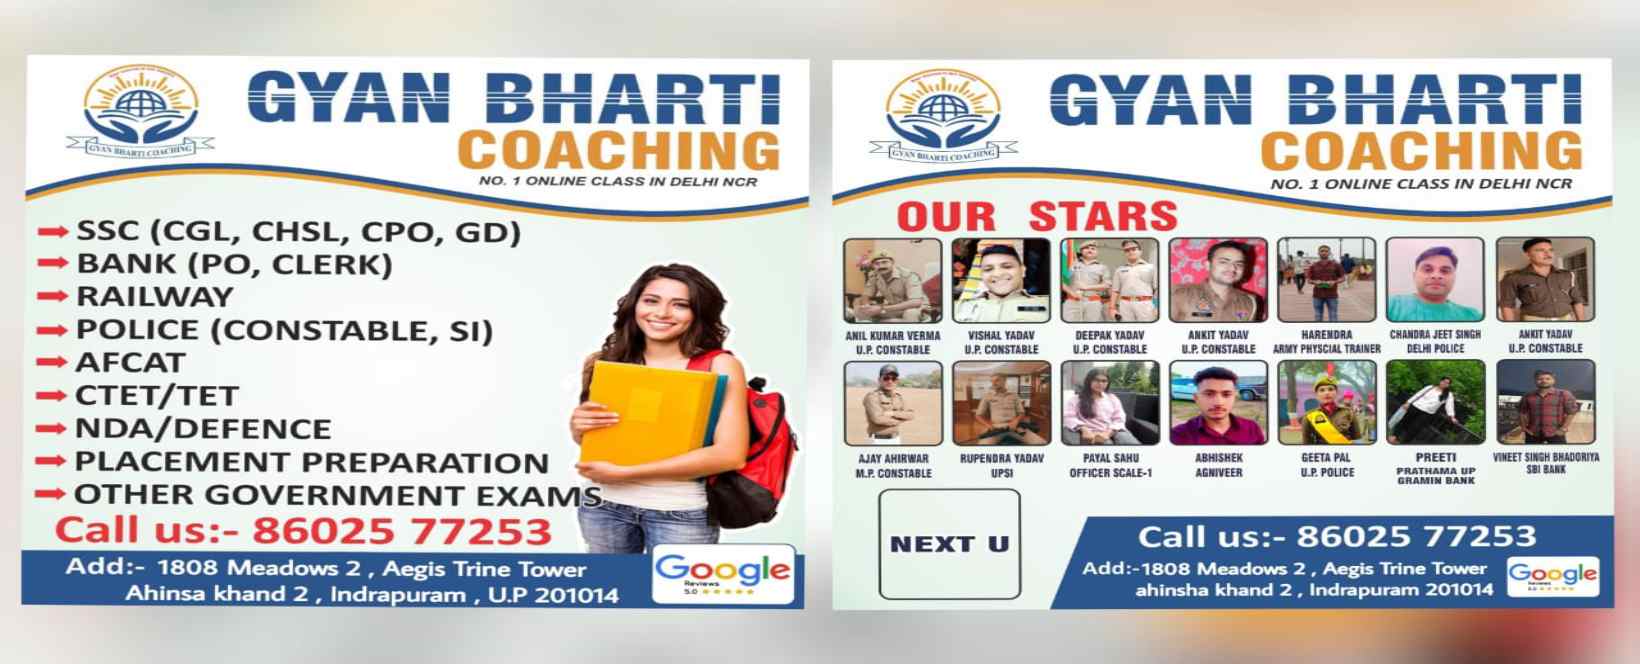 GYAN BHARTI COACHING
GYAN BHARTI
COACHING
NO. 1 ONLINE CLASS IN DELHI NCR
SSC (CGL, CHSL, CPO, GD)
BANK (PO, CLERK)
RAILWAY
POLICE (CONSTABLE, SI)
AFCAT
CTET/TET
NDA/DEFENCE
PLACEMENT PREPARATION
OTHER GOVERNMENT EXAMS
Call us:- 86025 77253
Add:- 1808 Meadows 2 , Aegis Trine Tower
Ahinsa khand 2 , Indrapuram , U.P 201014
Google
Reviews
5.0
GYAN BHARTI COACHING
GYAN BHARTI
COACHING
NO. 1 ONLINE CLASS IN DELHI NCR
OUR STARS
ANIL KUMAR VERMA
U.P. CONSTABLE
VISHAL YADAV
U.P. CONSTABLE
DEEPAK YADAV
U.P. CONSTABLE
ANKIT YADAV
U.P. CONSTABLE
HARENDRA
ARMY PHYSCIAL TRAINER
CHANDRA JEET SINGH
DELHI POLICE
ANKIT YADAV
U.P. CONSTABLE
AJAY AHIRWAR
M.P. CONSTABLE
RUPENDRA YADAV
UPSI
PAYAL SAHU
OFFICER SCALE-1
ABHISHEK
AGNIVEER
GEETA PAL
U.P. POLICE
PREETI
PRATHAMA UP
GRAMIN BANK
VINEET SINGH BHADORIYA
SBI BANK
NEXT U
Call us:- 86025 77253
Add:-1808 Meadows 2 , Aegis Trine Tower
ahinsha khand 2 , Indrapuram 201014
Google
Reviews
5.0